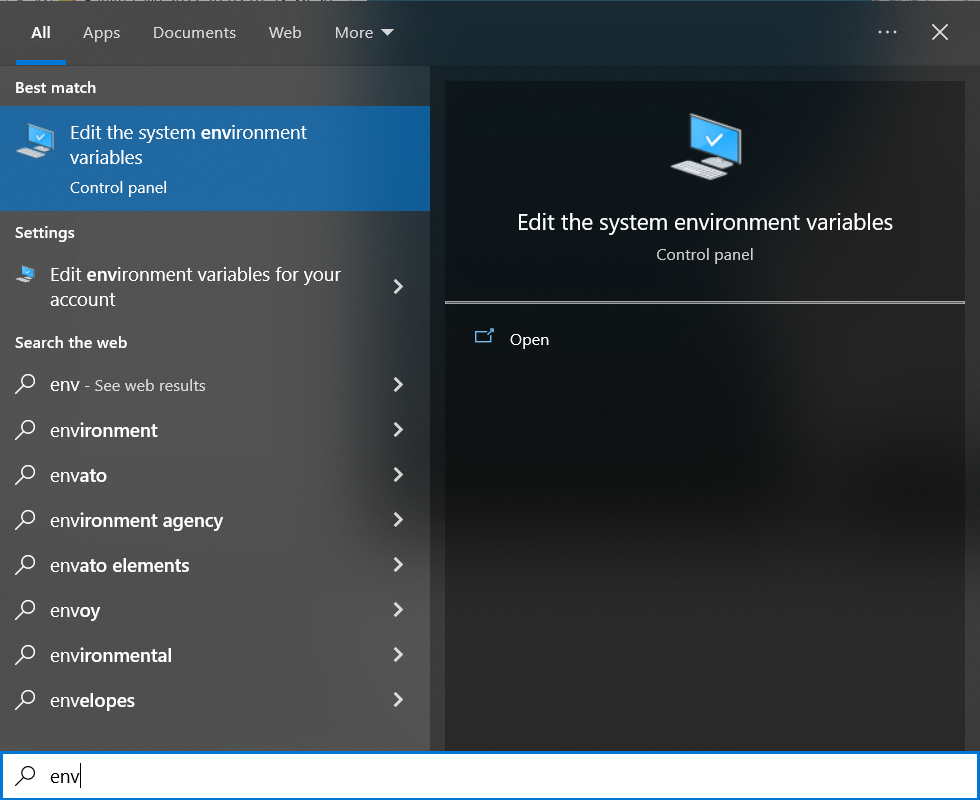 All Apps Documents Web More
Best match
Edit the system environment
variables
Control panel
Settings
Edit environment variables for your
account
Search the web
env - See web results
environment
envato
environment agency
envato elements
envoy
environmental
envelopes
Edit the system environment variables
Control panel
Open
env